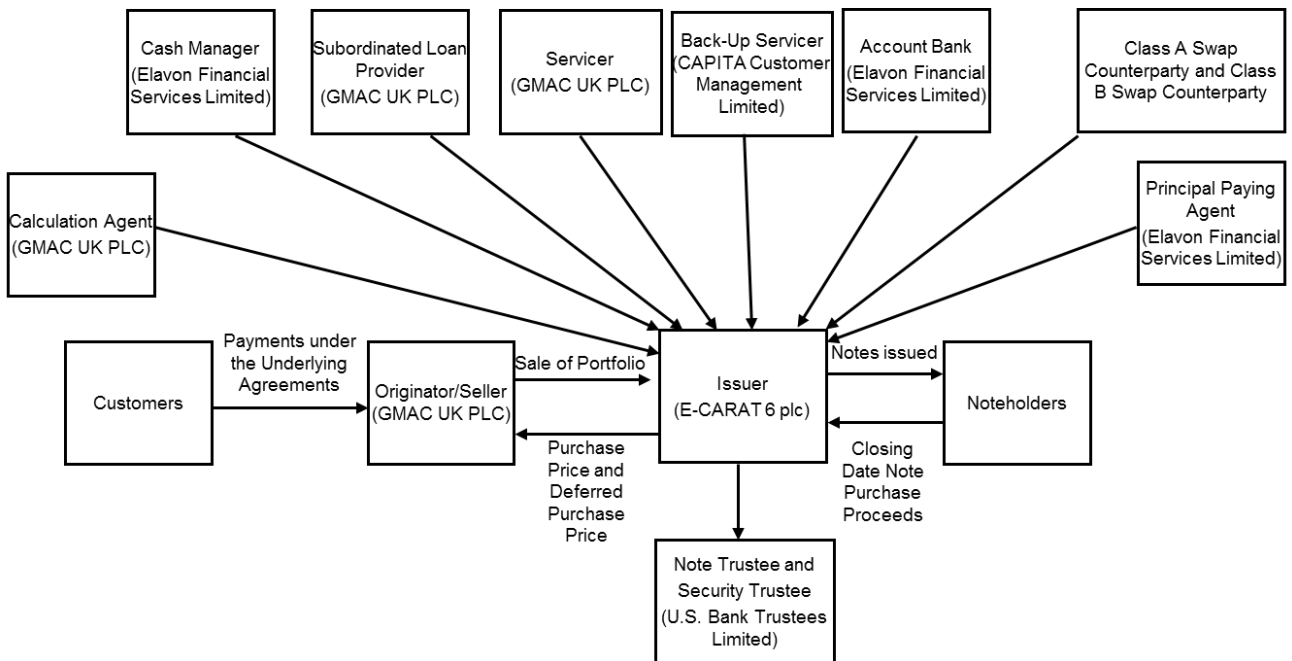 Cash Manager
(Elavon Financial
Services Limited)
Subordinated Loan
Provider
(GMAC UK PLC)
Servicer
(GMAC UK PLC)
Back-Up Servicer
(CAPITA Customer
Management
Limited)
Account Bank
(Elavon Financial
Services Limited)
Class A Swap
Counterparty and Class
B Swap Counterparty
Calculation Agent
(GMAC UK PLC)
Principal Paying
Agent
(Elavon Financial
Services Limited)
Customers
Payments under
the Underlying
Agreements
Originator/Seller
(GMAC UK PLC)
Sale of Portfolio
Purchase
Price and
Deferred
Purchase
Price
Issuer
(E-CARAT 6 plc)
Notes issued
Closing
Date Note
Purchase
Proceeds
Noteholders
Note Trustee and
Security Trustee
(U.S. Bank Trustees
Limited)